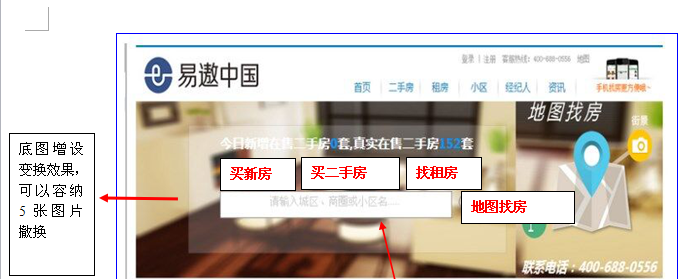 登录 | 注册 客服热线：400-688-0556 地图
易遨中国
首页 二手房 租房 小区 经纪人 资讯
手机找房更方便哦~
地图找房
街景
今日新增在售二手房0套,真实在售二手房152套
底图增设
变换效果，
可以容纳
5 张图片
撤换
买新房 买二手房 找租房
请输入城区、商圈或小区名...
地图找房
联系电话：400-688-0556